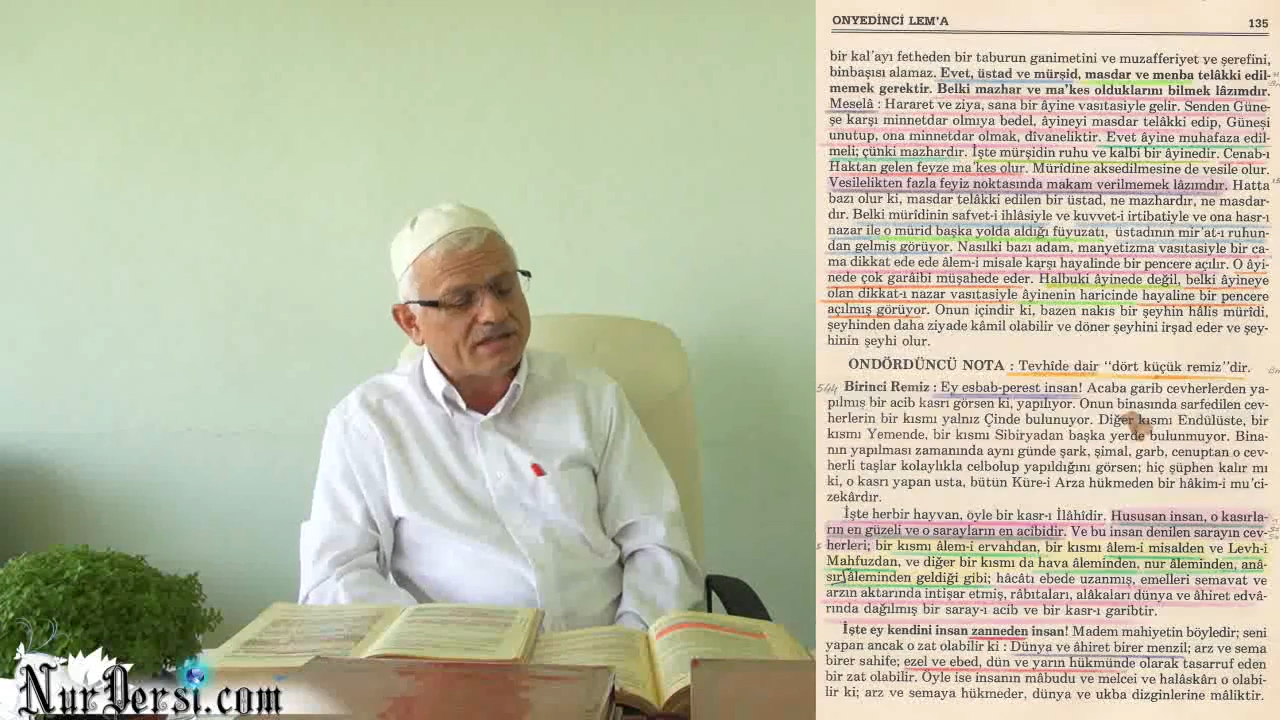 ONYEDİNCİ LEM'A 135
bir kal'ayı fetheden bir taburun ganimetini ve muzafferiyet ve şerefini,
binbaşısı alamaz. Evet, üstad ve mürşid, masdar ve menba telâkki edil-
memek gerektir. Belki mazhar ve ma'kes olduklarını bilmek lâzımdır.
Meselâ : Hararet ve ziya, sana bir âyine vasıtasiyle gelir. Senden Güne-
şe karşı minnetdar olmıya bedel, âyineyi masdar telâkki edip, Güneşi
unutup, ona minnetdar olmak, divaneliktir. Evet âyine muhafaza edil-
meli; çünki mazhardır. İşte mürşidin ruhu ve kalbi bir âyinedir. Cenab-ı
Haktan gelen feyze ma'kes olur. Müridine aksedilmesine de vesile olur.
Vesilelikten fazla feyiz noktasında makam verilmemek lâzımdır. Hatta
bazı olur ki, masdar telâkki edilen bir üstad, ne mazhardır, ne masdar-
dır. Belki müridinin safvet-i ihlâsiyle ve kuvvet-i irtibatiyle ve ona hasr-ı
nazar ile o mürid başka yolda aldığı füyuzatı, üstadının mir'at-ı ruhun-
dan gelmiş görüyor. Nasılki bazı adam, manyetizma vasıtasiyle bir ca-
ma dikkat ede ede âlem-i misale karşı hayalinde bir pencere açılır. O âyi-
nede çok garâibi müşahede eder. Halbuki âyinede değil, belki âyineye
olan dikkat-ı nazar vasıtasiyle âyinenin haricinde hayaline bir pencere
açılmış görüyor. Onun içindir ki, bazen nakıs bir şeyhin hâlis müridi,
şeyhinden daha ziyade kâmil olabilir ve döner şeyhini irşad eder ve şey-
hinin şeyhi olur.
ONDÖRDÜNCÜ NOTA : Tevhide dair "dört küçük remiz"dir.
544
Birinci Remiz : Ey esbab-perest insan! Acaba garib cevherlerden ya-
pılmış bir acib kasrı görsen ki, yapılıyor. Onun binasında sarfedilen cev-
herlerin bir kısmı yalnız Çinde bulunuyor. Diğer kısmı Endülüste, bir
kısmı Yemende, bir kısmı Sibiryadan başka yerde bulunmuyor. Bina-
nın yapılması zamanında aynı günde şark, şimal, garb, cenuptan o cev-
herli taşlar kolaylıkla celbolup yapıldığını görsen; hiç şüphen kalır mı
ki, o kasrı yapan usta, bütün Küre-i Arza hükmeden bir hâkim-i mu'ci-
zekârdır.
İşte herbir hayvan, öyle bir kasr-ı İlâhîdir. Hususan insan, o kasırla-
rın en güzeli ve o sarayların en acibidir. Ve bu insan denilen sarayın cev-
herleri; bir kısmı âlem-i ervahdan, bir kısmı âlem-i misalden ve Levh-i
Mahfuzdan, ve diğer bir kısmı da hava âleminden, nur âleminden, anâ-
sır âleminden geldiği gibi; hâcâtı ebede uzanmış, emelleri semavat ve
arzın aktarında intişar etmiş, râbıtaları, alâkaları dünya ve âhiret edvâ-
rında dağılmış bir saray-ı acib ve bir kasr-ı garibtir.
İşte ey kendini insan zanneden insan! Madem mahiyetin böyledir; seni
yapan ancak o zat olabilir ki : Dünya ve âhiret birer menzil; arz ve sema
birer sahife; ezel ve ebed, dün ve yarın hükmünde olarak tasarruf eden
bir zat olabilir. Öyle ise insanın mâbudu ve melcei ve halâskârı o olabi-
lir ki; arz ve semaya hükmeder, dünya ve ukba dizginlerine mâliktir.
NurDersi.com